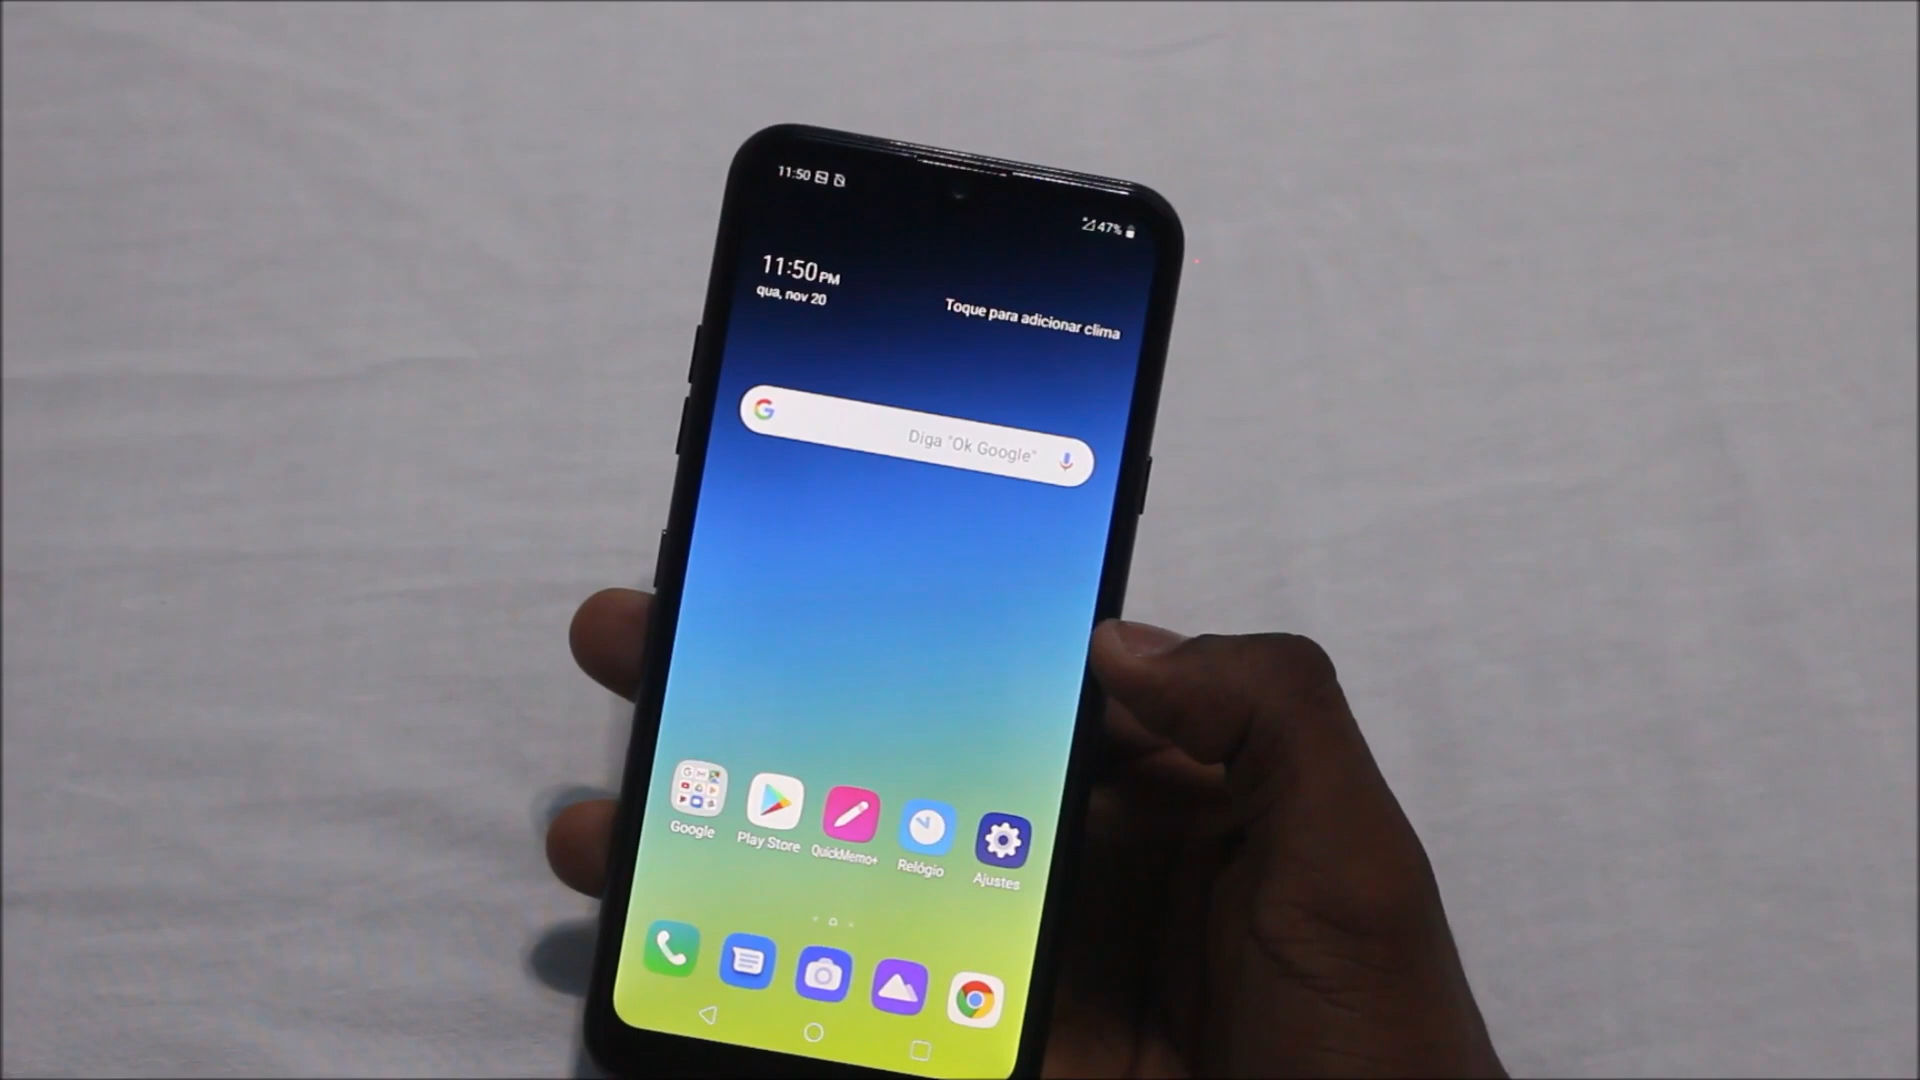 11:50
47%
11:50 PM
qua, nov 20
Toque para adicionar clima
Diga "Ok Google"
Google
Play Store
QuickMemo+
Relógio
Ajustes